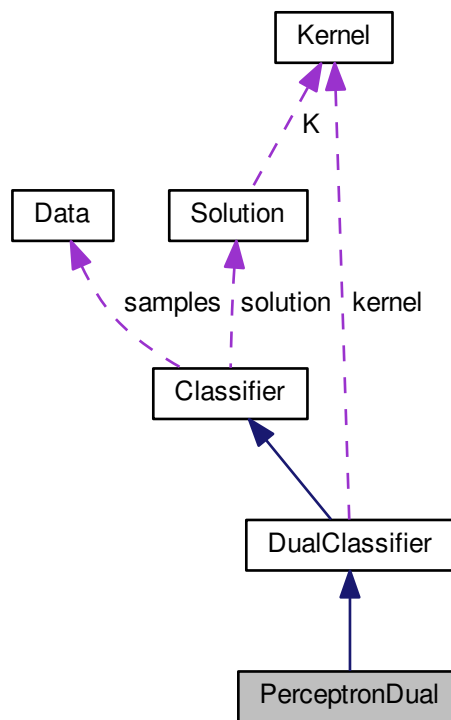 Kernel
K
Data
Solution
samples
solution
kernel
Classifier
DualClassifier
PerceptronDual